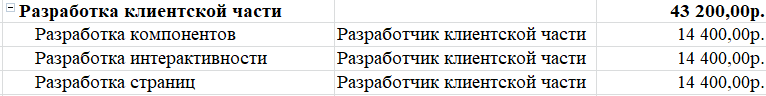 Разработка клиентской части 43 200,00р.
Разработка компонентов Разработчик клиентской части 14 400,00р.
Разработка интерактивности Разработчик клиентской части 14 400,00р.
Разработка страниц Разработчик клиентской части 14 400,00р.